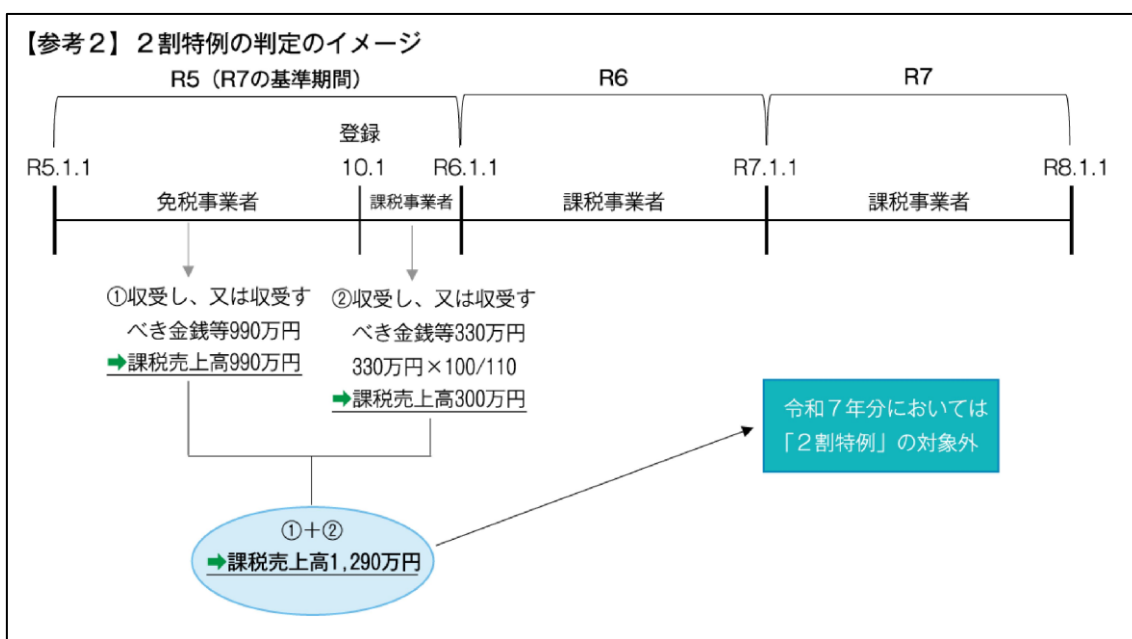 【参考2】2割特例の判定のイメージ
R5（R7の基準期間）
R6
R7
登録
R5.1.1
10.1
R6.1.1
R7.1.1
R8.1.1
免税事業者
課税事業者
課税事業者
課税事業者
①収受し、又は収受す
べき金銭等990万円
➡課税売上高990万円
②収受し、又は収受す
べき金銭等330万円
330万円×100/110
➡課税売上高300万円
令和7年分においては
「2割特例」の対象外
①＋②
➡課税売上高1,290万円